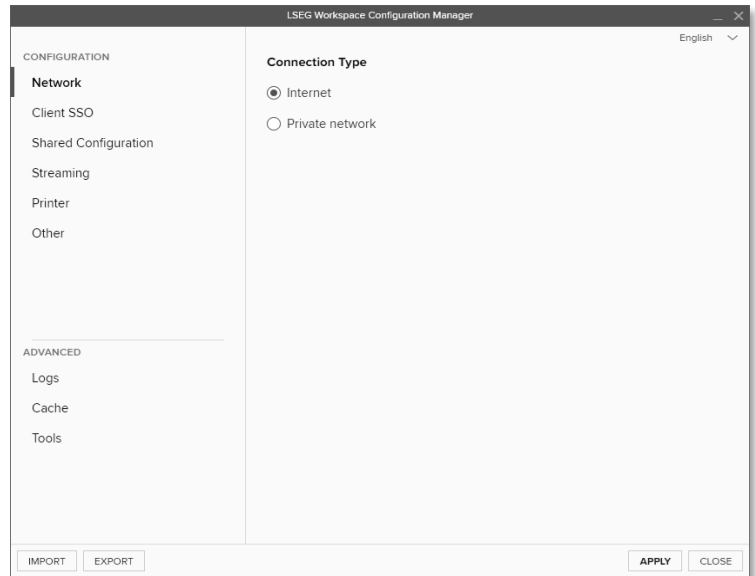 LSEG Workspace Configuration Manager
English
CONFIGURATION
Network
Client SSO
Shared Configuration
Streaming
Printer
Other
ADVANCED
Logs
Cache
Tools
Connection Type
Internet
Private network
IMPORT EXPORT APPLY CLOSE